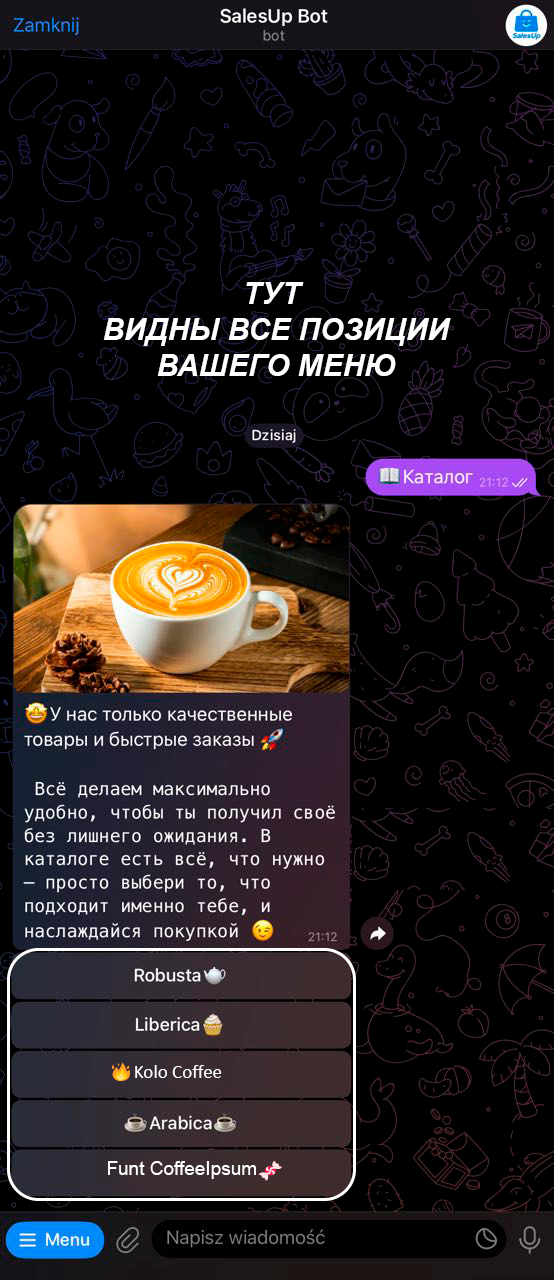 Zamknij
SalesUp Bot
bot
SalesUp
ТУТ
ВИДНЫ ВСЕ ПОЗИЦИИ
ВАШЕГО МЕНЮ
Dzisiaj
📖Каталог 21:12
🤩У нас только качественные
товары и быстрые заказы 🚀
Всё делаем максимально
удобно, чтобы ты получил своё
без лишнего ожидания. В
каталоге есть всё, что нужно
— просто выбери то, что
подходит именно тебе, и
наслаждайся покупкой 😉 21:12
Robusta🫖
Liberica🧁
🔥Kolo Coffee
☕Arabica☕
Funt CoffeeIpsum🍬
Menu
Napisz wiadomość